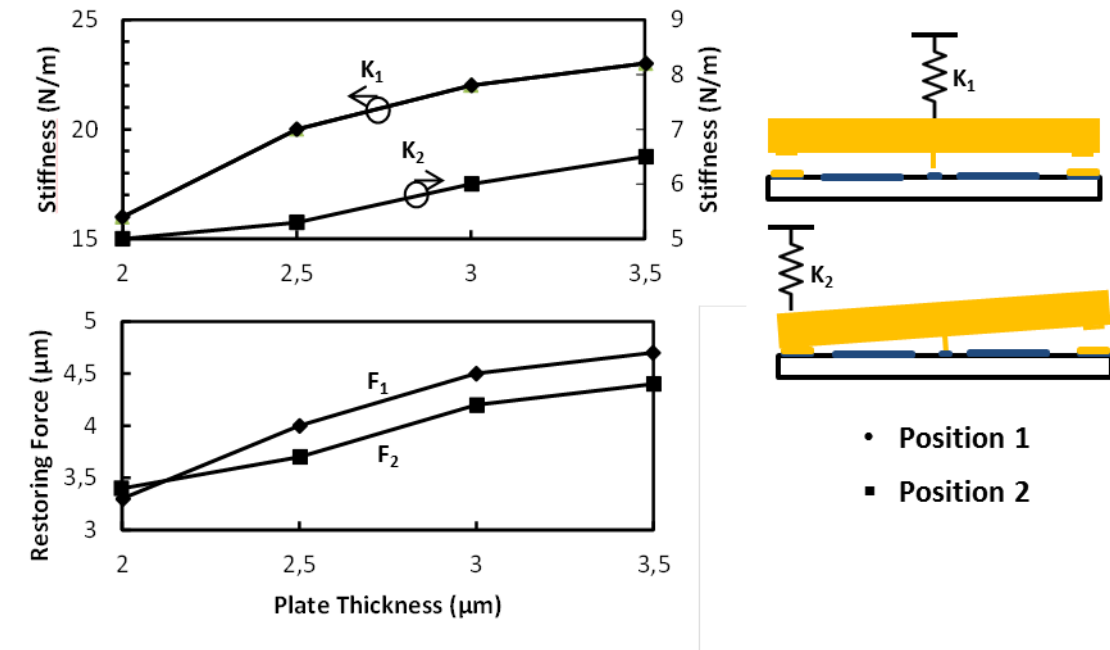 25
20
15
Stiffness (N/m)
K1
K2
9
8
7
6
5
Stiffness (N/m)
2 2,5 3 3,5
5
4,5
4
3,5
3
Restoring Force (μm)
F1
F2
2 2,5 3 3,5
Plate Thickness (μm)
K1
K2
• Position 1
■ Position 2